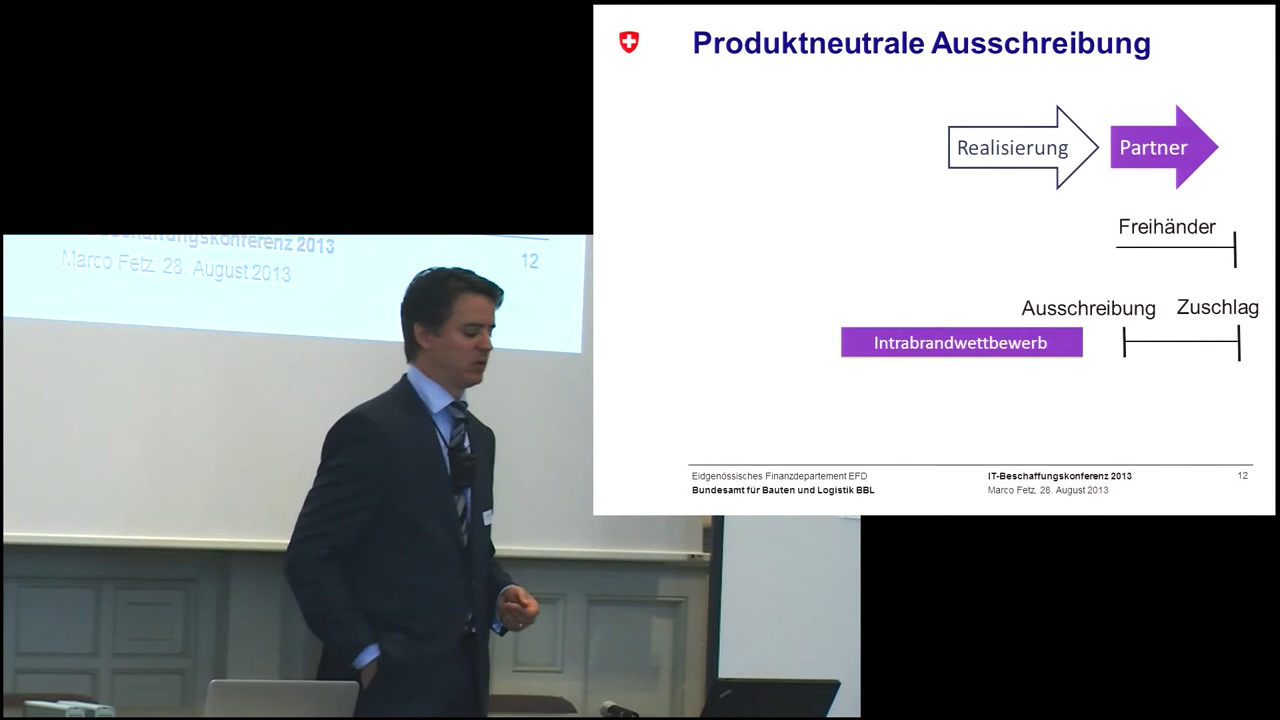 Produktneutrale Ausschreibung
Realisierung
Partner
Freihänder
Ausschreibung
Zuschlag
Intrabrandwettbewerb
Eidgenössisches Finanzdepartement EFD
Bundesamt für Bauten und Logistik BBL
IT-Beschaffungskonferenz 2013
Marco Fetz, 28. August 2013
12
Beschaffungskonferenz 2013
Marco Fetz. 28. August 2013
12